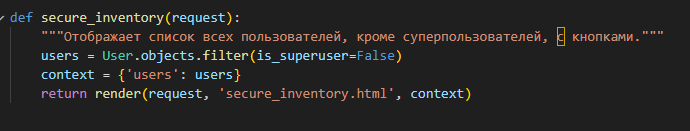 def secure_inventory(request):
    """Отображает список всех пользователей, кроме суперпользователей, с кнопками."""
    users = User.objects.filter(is_superuser=False)
    context = {'users': users}
    return render(request, 'secure_inventory.html', context)